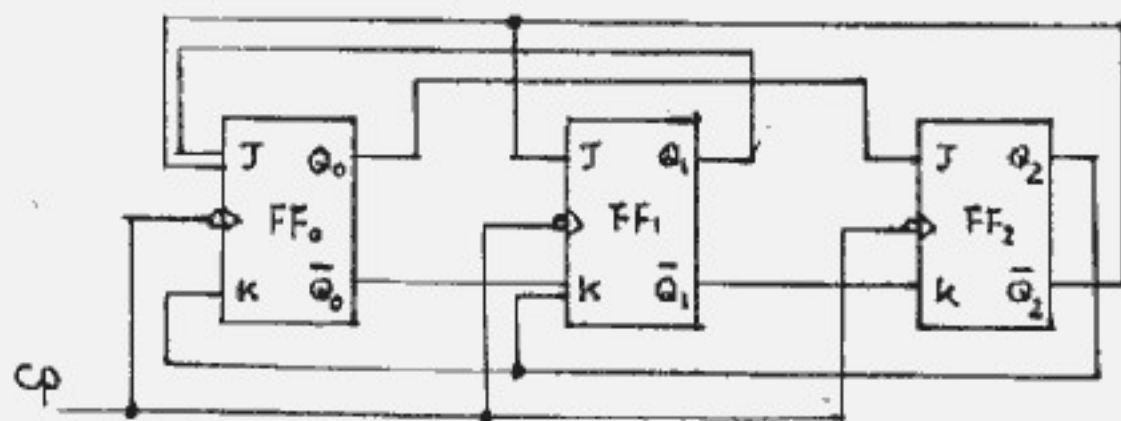 J Q₀ J Q₁ J Q₂
FF₀ FF₁ FF₂
K Q̅₀ K Q̅₁ K Q̅₂
CP